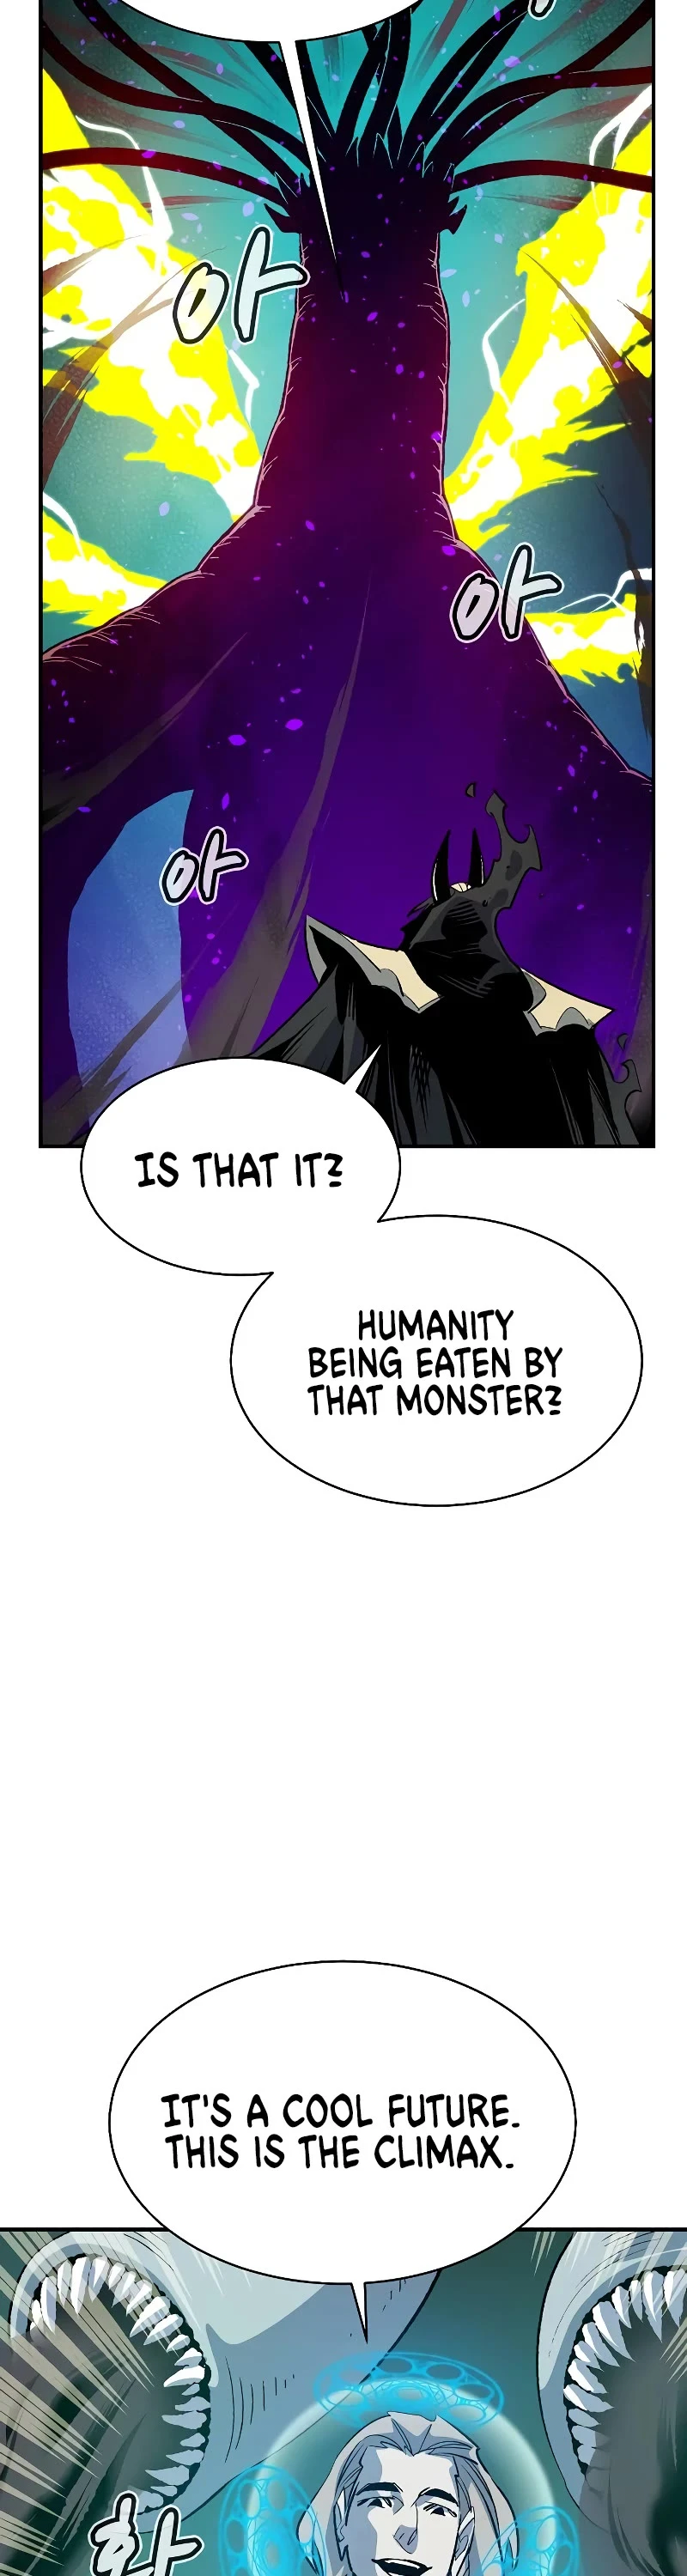 아
아
아
IS THAT IT?
HUMANITY
BEING EATEN BY
THAT MONSTER?
IT'S A COOL FUTURE.
THIS IS THE CLIMAX.
화